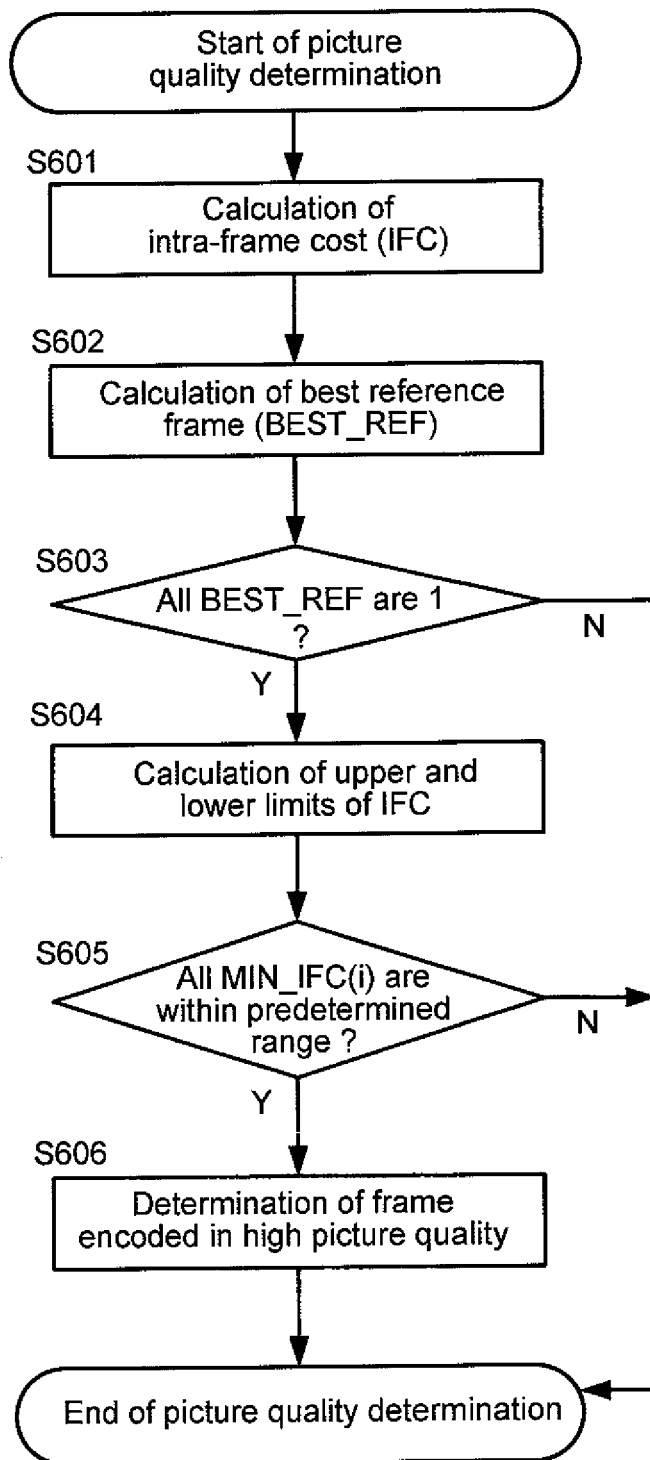 Start of picture
quality determination
S601
Calculation of
intra-frame cost (IFC)
S602
Calculation of best reference
frame (BEST_REF)
S603
All BEST_REF are 1
?
N
Y
S604
Calculation of upper and
lower limits of IFC
S605
All MIN_IFC(i) are
within predetermined
range ?
N
Y
S606
Determination of frame
encoded in high picture quality
End of picture quality determination